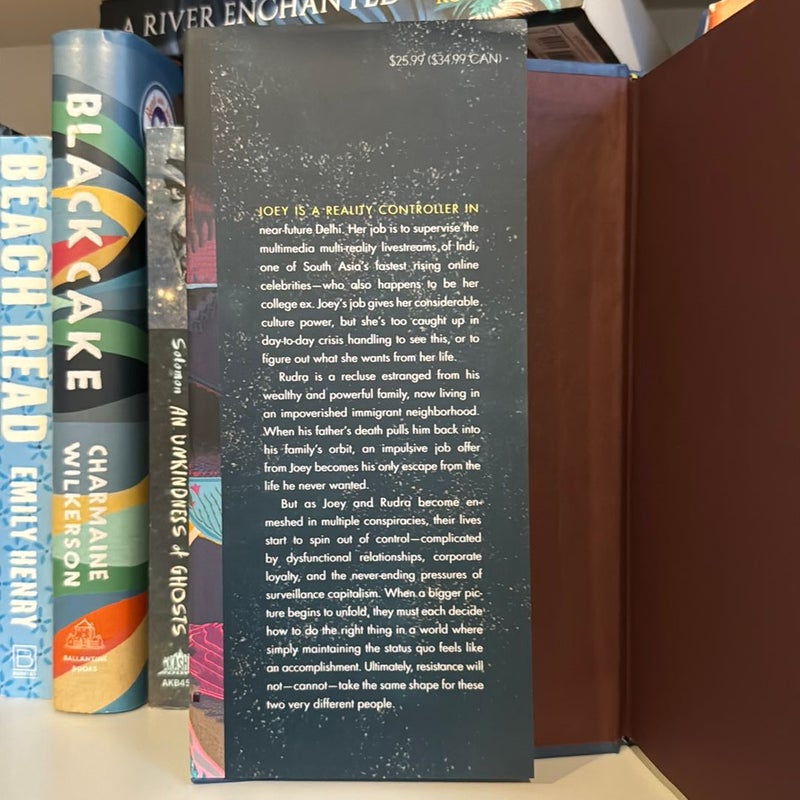 A RIVER ENCHANTED
BEACH READ
EMILY HENRY
BLACK CAKE
CHARMAINE
WILKERSON
BALLANTINE
BOOKS
Solomon
AN UNKINDNESS of GHOSTS
$25.99 ($34.99 CAN)
JOEY IS A REALITY CONTROLLER IN
near-future Delhi. Her job is to supervise the
multimedia multi-reality livestreams of Indi,
one of South Asia's fastest rising online
celebrities—who also happens to be her
college ex. Joey's job gives her considerable
culture power, but she's too caught up in
day-to-day crisis handling to see this, or to
figure out what she wants from her life.
Rudra is a recluse estranged from his
wealthy and powerful family, now living in
an impoverished immigrant neighborhood.
When his father's death pulls him back into
his family's orbit, an impulsive job offer
from Joey becomes his only escape from the
life he never wanted.
But as Joey and Rudra become en-
meshed in multiple conspiracies, their lives
start to spin out of control—complicated
by dysfunctional relationships, corporate
loyalty, and the never-ending pressures of
surveillance capitalism. When a bigger pic-
ture begins to unfold, they must each decide
how to do the right thing in a world where
simply maintaining the status quo feels like
an accomplishment. Ultimately, resistance will
not—cannot—take the same shape for these
two very different people.